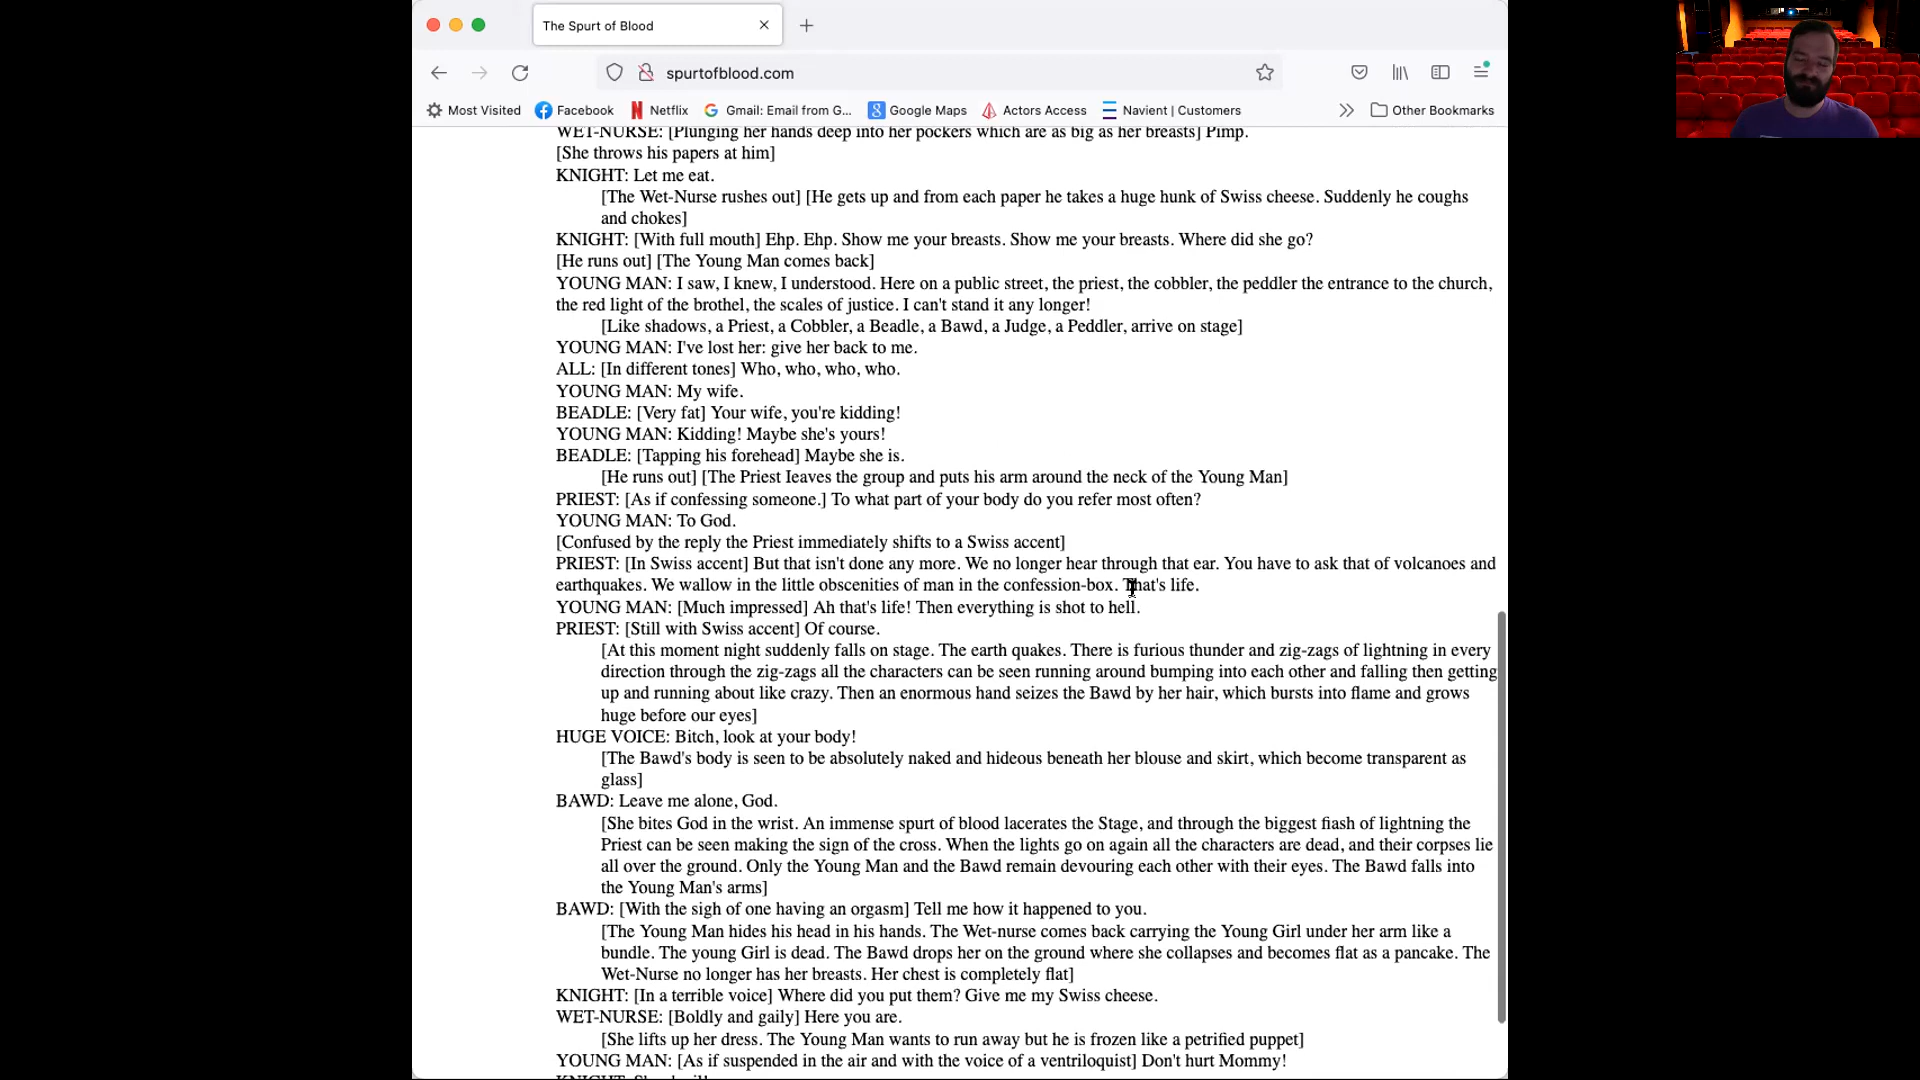 The Spurt of Blood
spurtofblood.com
Most Visited Facebook Netflix Gmail: Email from G... Google Maps Actors Access Navient | Customers Other Bookmarks
WET-NURSE: [Plunging her hands deep into her pockers which are as big as her breasts] Pimp.
[She throws his papers at him]
KNIGHT: Let me eat.
[The Wet-Nurse rushes out] [He gets up and from each paper he takes a huge hunk of Swiss cheese. Suddenly he coughs
and chokes]
KNIGHT: [With full mouth] Ehp. Ehp. Show me your breasts. Show me your breasts. Where did she go?
[He runs out] [The Young Man comes back]
YOUNG MAN: I saw, I knew, I understood. Here on a public street, the priest, the cobbler, the peddler the entrance to the church,
the red light of the brothel, the scales of justice. I can't stand it any longer!
[Like shadows, a Priest, a Cobbler, a Beadle, a Bawd, a Judge, a Peddler, arrive on stage]
YOUNG MAN: I've lost her: give her back to me.
ALL: [In different tones] Who, who, who, who.
YOUNG MAN: My wife.
BEADLE: [Very fat] Your wife, you're kidding!
YOUNG MAN: Kidding! Maybe she's yours!
BEADLE: [Tapping his forehead] Maybe she is.
[He runs out] [The Priest Ieaves the group and puts his arm around the neck of the Young Man]
PRIEST: [As if confessing someone.] To what part of your body do you refer most often?
YOUNG MAN: To God.
[Confused by the reply the Priest immediately shifts to a Swiss accent]
PRIEST: [In Swiss accent] But that isn't done any more. We no longer hear through that ear. You have to ask that of volcanoes and
earthquakes. We wallow in the little obscenities of man in the confession-box. That's life.
YOUNG MAN: [Much impressed] Ah that's life! Then everything is shot to hell.
PRIEST: [Still with Swiss accent] Of course.
[At this moment night suddenly falls on stage. The earth quakes. There is furious thunder and zig-zags of lightning in every
direction through the zig-zags all the characters can be seen running around bumping into each other and falling then getting
up and running about like crazy. Then an enormous hand seizes the Bawd by her hair, which bursts into flame and grows
huge before our eyes]
HUGE VOICE: Bitch, look at your body!
[The Bawd's body is seen to be absolutely naked and hideous beneath her blouse and skirt, which become transparent as
glass]
BAWD: Leave me alone, God.
[She bites God in the wrist. An immense spurt of blood lacerates the Stage, and through the biggest fiash of lightning the
Priest can be seen making the sign of the cross. When the lights go on again all the characters are dead, and their corpses lie
all over the ground. Only the Young Man and the Bawd remain devouring each other with their eyes. The Bawd falls into
the Young Man's arms]
BAWD: [With the sigh of one having an orgasm] Tell me how it happened to you.
[The Young Man hides his head in his hands. The Wet-nurse comes back carrying the Young Girl under her arm like a
bundle. The young Girl is dead. The Bawd drops her on the ground where she collapses and becomes flat as a pancake. The
Wet-Nurse no longer has her breasts. Her chest is completely flat]
KNIGHT: [In a terrible voice] Where did you put them? Give me my Swiss cheese.
WET-NURSE: [Boldly and gaily] Here you are.
[She lifts up her dress. The Young Man wants to run away but he is frozen like a petrified puppet]
YOUNG MAN: [As if suspended in the air and with the voice of a ventriloquist] Don't hurt Mommy!